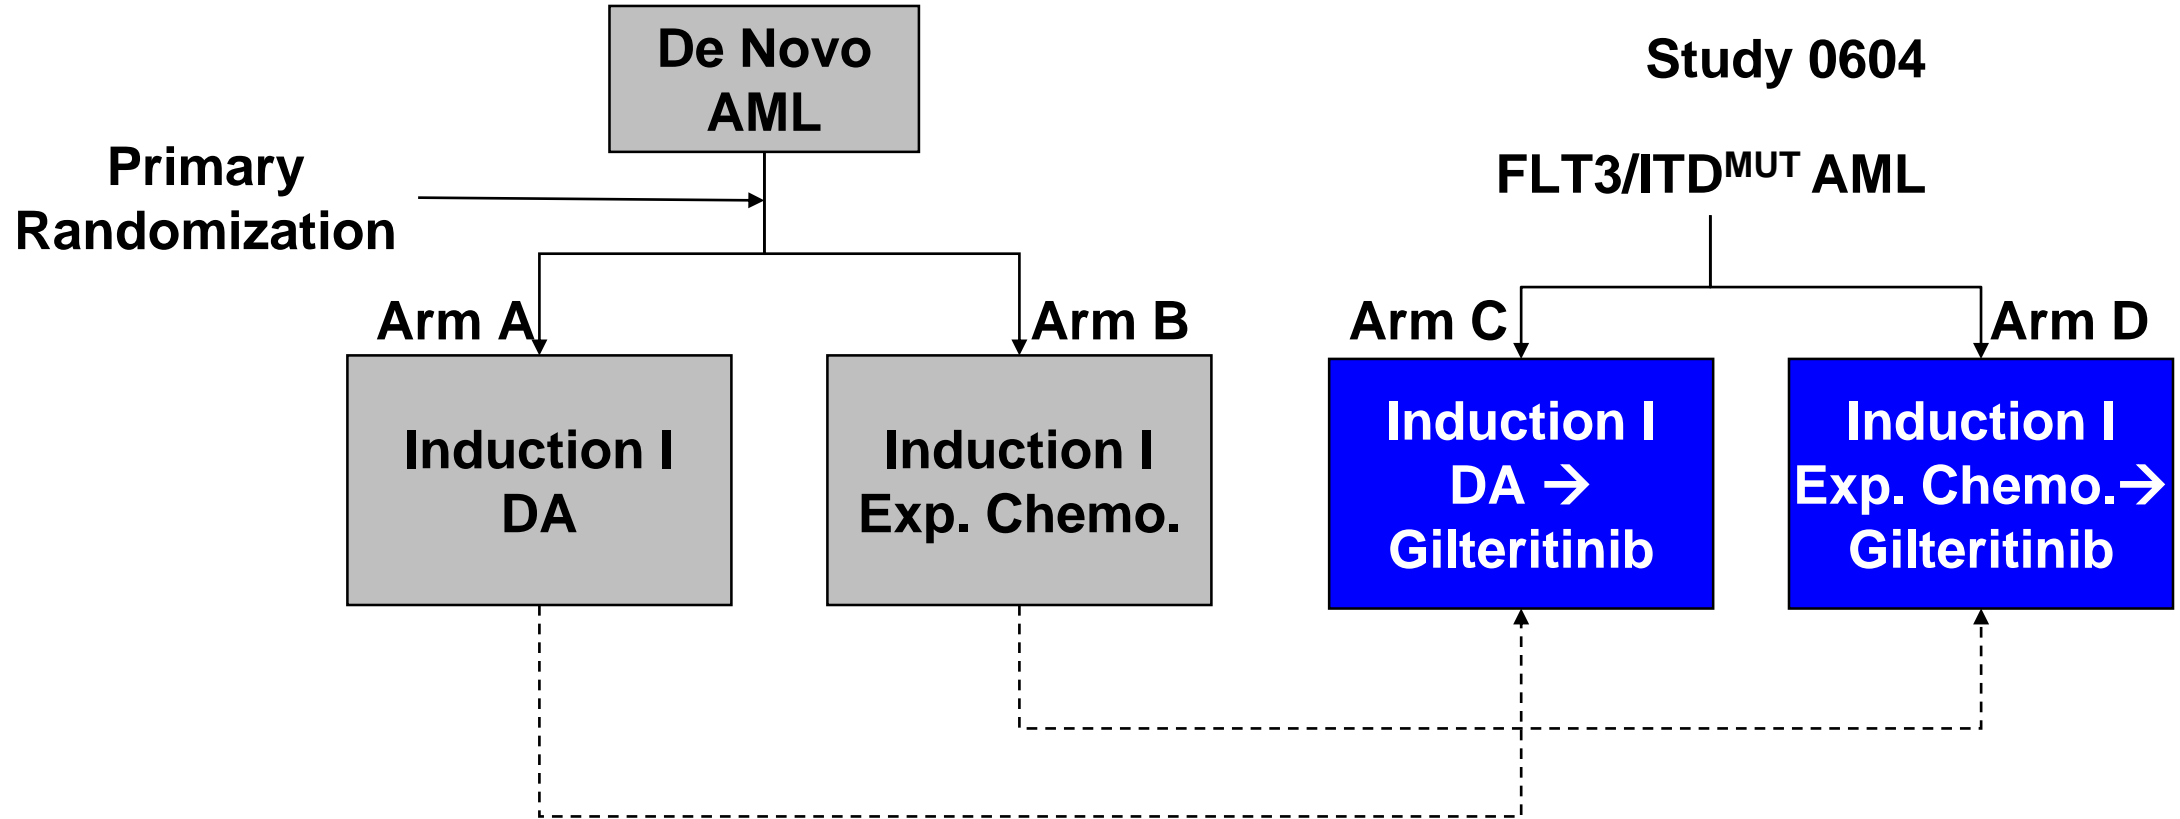 De Novo
AML
Study 0604
Primary
Randomization
FLT3/ITDᴹᵁᵀ AML
Arm A
Arm B
Arm C
Arm D
Induction I
DA
Induction I
Exp. Chemo.
Induction I
DA →
Gilteritinib
Induction I
Exp. Chemo.→
Gilteritinib